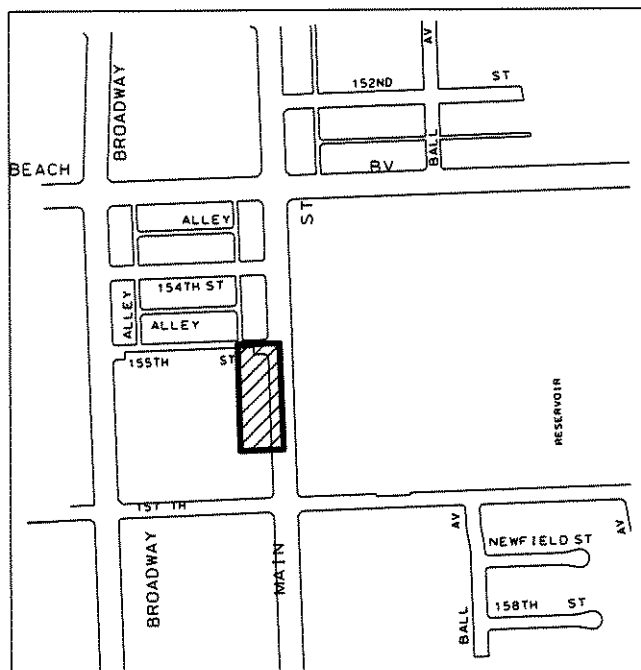 AV
152ND ST
BROADWAY
BALL
BEACH BV
ALLEY
ST
154TH ST
ALLEY
ALLEY
155TH ST
RESERVOIR
AV
AV
NEWFIELD ST
BROADWAY
MAIN
BALL
158TH ST